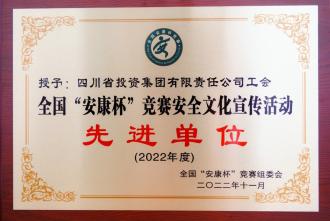 授予：四川省投资集团有限责任公司工会
全国“安康杯”竞赛安全文化宣传活动
先进单位
(2022年度)
全国“安康杯”竞赛组委会
二〇二二年十一月